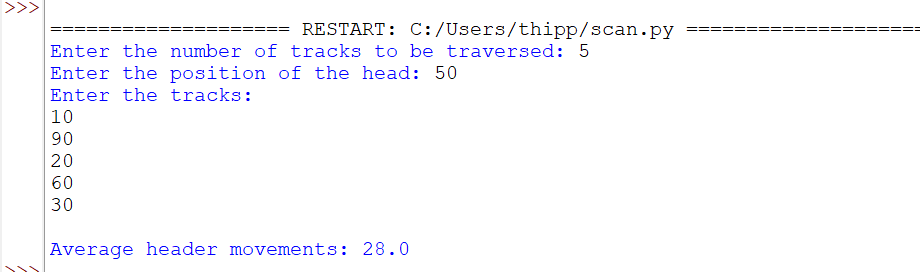 >>>
==================== RESTART: C:/Users/thipp/scan.py ====================
Enter the number of tracks to be traversed: 5
Enter the position of the head: 50
Enter the tracks:
10
90
20
60
30
Average header movements: 28.0
>>>